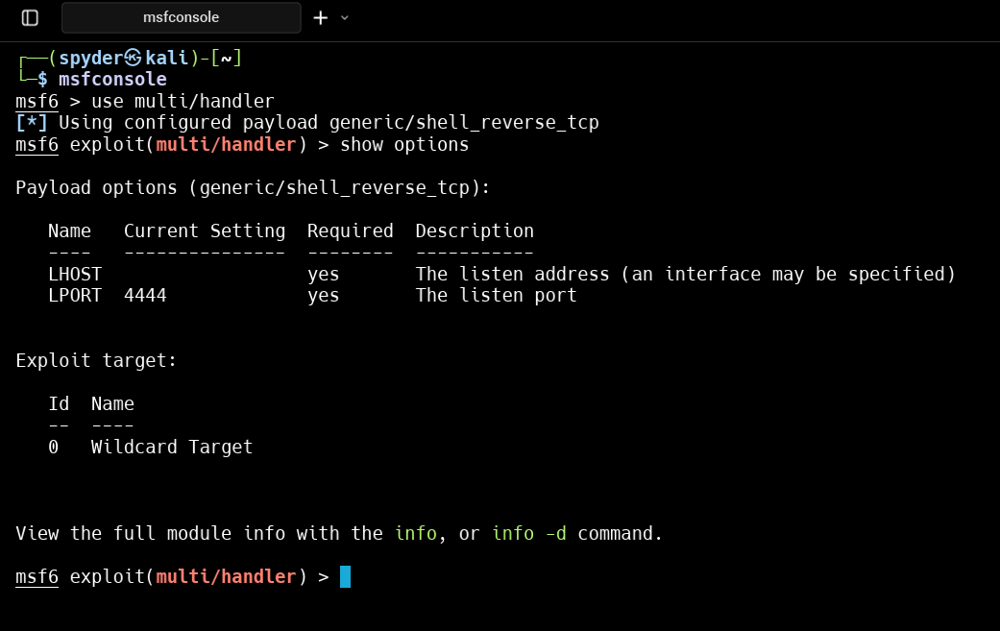 msfconsole
┌──(spyder㉿kali)-[~]
└─$ msfconsole
msf6 > use multi/handler
[*] Using configured payload generic/shell_reverse_tcp
msf6 exploit(multi/handler) > show options
Payload options (generic/shell_reverse_tcp):
   Name   Current Setting  Required  Description
   ----   ---------------  --------  -----------
   LHOST                   yes       The listen address (an interface may be specified)
   LPORT  4444             yes       The listen port
Exploit target:
   Id  Name
   --  ----
   0   Wildcard Target
View the full module info with the info, or info -d command.
msf6 exploit(multi/handler) >